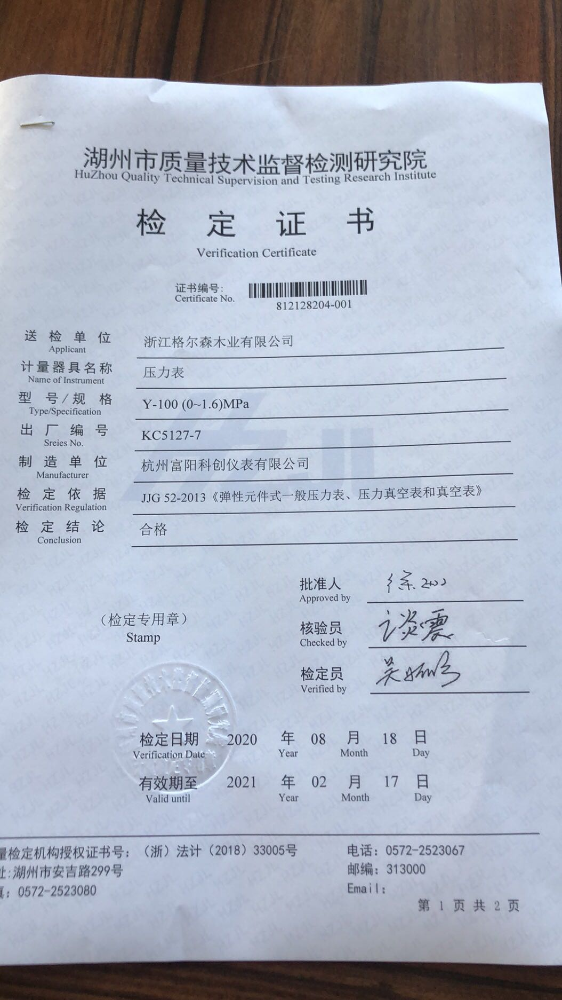 湖州市质量技术监督检测研究院
HuZhou Quality Technical Supervision and Testing Research Institute
检定证书
Verification Certificate
证书编号:
Certificate No.
812128204-001
送检单位 浙江格尔森木业有限公司
Applicant
计量器具名称 压力表
Name of Instrument
型号/规格 Y-100 (0~1.6)MPa
Type/Specification
出厂编号 KC5127-7
Sreies No.
制造单位 杭州富阳科创仪表有限公司
Manufacturer
检定依据 JJG 52-2013《弹性元件式一般压力表、压力真空表和真空表》
Verification Regulation
检定结论 合格
Conclusion
批准人 徐
Approved by
(检定专用章)
Stamp
核验员 谈震
Checked by
检定员 吴
Verified by
检定日期 2020 年 08 月 18 日
Verification Date Year Month Day
有效期至 2021 年 02 月 17 日
Valid until Year Month Day
量检定机构授权证书号:(浙)法计(2018)33005号 电话:0572-2523067
址:湖州市安吉路299号 邮编:313000
真:0572-2523080 Email:
第 1 页 共 2 页
HZJL